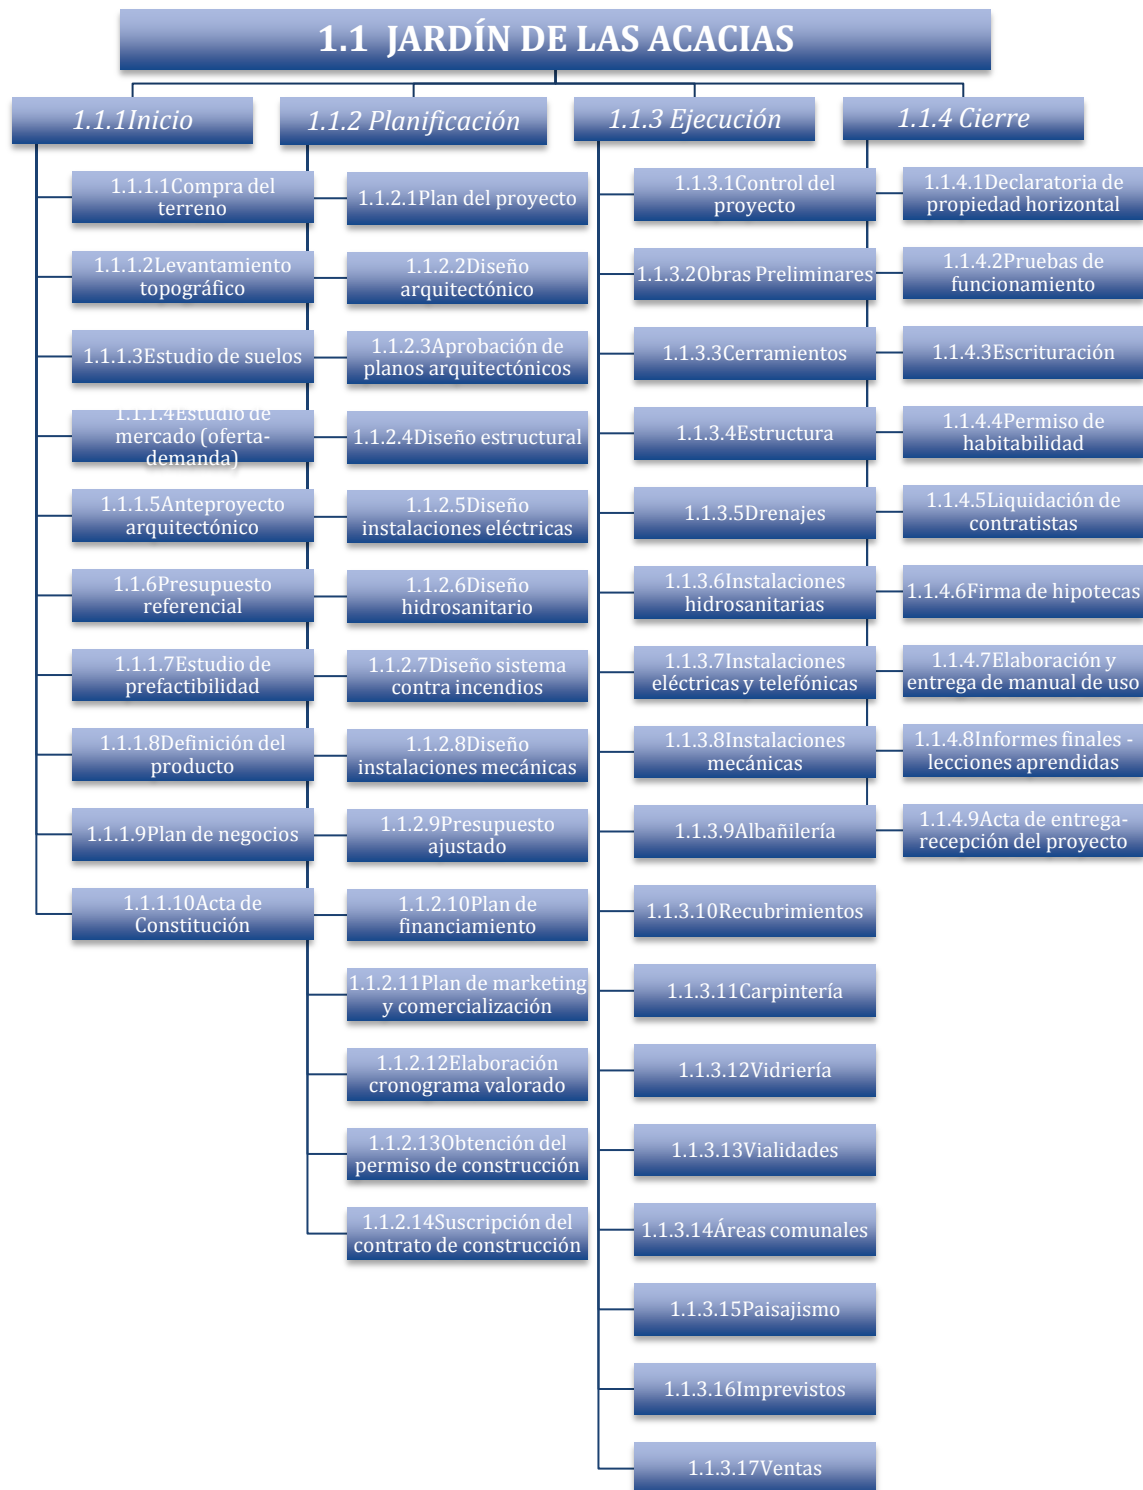 1.1 JARDÍN DE LAS ACACIAS
1.1.1Inicio
1.1.1.1Compra del
terreno
1.1.1.2Levantamiento
topográfico
1.1.1.3Estudio de suelos
1.1.1.4Estudio de
mercado (oferta-
demanda)
1.1.1.5Anteproyecto
arquitectónico
1.1.6Presupuesto
referencial
1.1.1.7Estudio de
prefactibilidad
1.1.1.8Definición del
producto
1.1.1.9Plan de negocios
1.1.1.10Acta de
Constitución
1.1.2 Planificación
1.1.2.1Plan del proyecto
1.1.2.2Diseño
arquitectónico
1.1.2.3Aprobación de
planos arquitectónicos
1.1.2.4Diseño estructural
1.1.2.5Diseño
instalaciones eléctricas
1.1.2.6Diseño
hidrosanitario
1.1.2.7Diseño sistema
contra incendios
1.1.2.8Diseño
instalaciones mecánicas
1.1.2.9Presupuesto
ajustado
1.1.2.10Plan de
financiamiento
1.1.2.11Plan de marketing
y comercialización
1.1.2.12Elaboración
cronograma valorado
1.1.2.13Obtención del
permiso de construcción
1.1.2.14Suscripción del
contrato de construcción
1.1.3 Ejecución
1.1.3.1Control del
proyecto
1.1.3.2Obras Preliminares
1.1.3.3Cerramientos
1.1.3.4Estructura
1.1.3.5Drenajes
1.1.3.6Instalaciones
hidrosanitarias
1.1.3.7Instalaciones
eléctricas y telefónicas
1.1.3.8Instalaciones
mecánicas
1.1.3.9Albañilería
1.1.3.10Recubrimientos
1.1.3.11Carpintería
1.1.3.12Vidriería
1.1.3.13Vialidades
1.1.3.14Áreas comunales
1.1.3.15Paisajismo
1.1.3.16Imprevistos
1.1.3.17Ventas
1.1.4 Cierre
1.1.4.1Declaratoria de
propiedad horizontal
1.1.4.2Pruebas de
funcionamiento
1.1.4.3Escrituración
1.1.4.4Permiso de
habitabilidad
1.1.4.5Liquidación de
contratistas
1.1.4.6Firma de hipotecas
1.1.4.7Elaboración y
entrega de manual de uso
1.1.4.8Informes finales -
lecciones aprendidas
1.1.4.9Acta de entrega-
recepción del proyecto